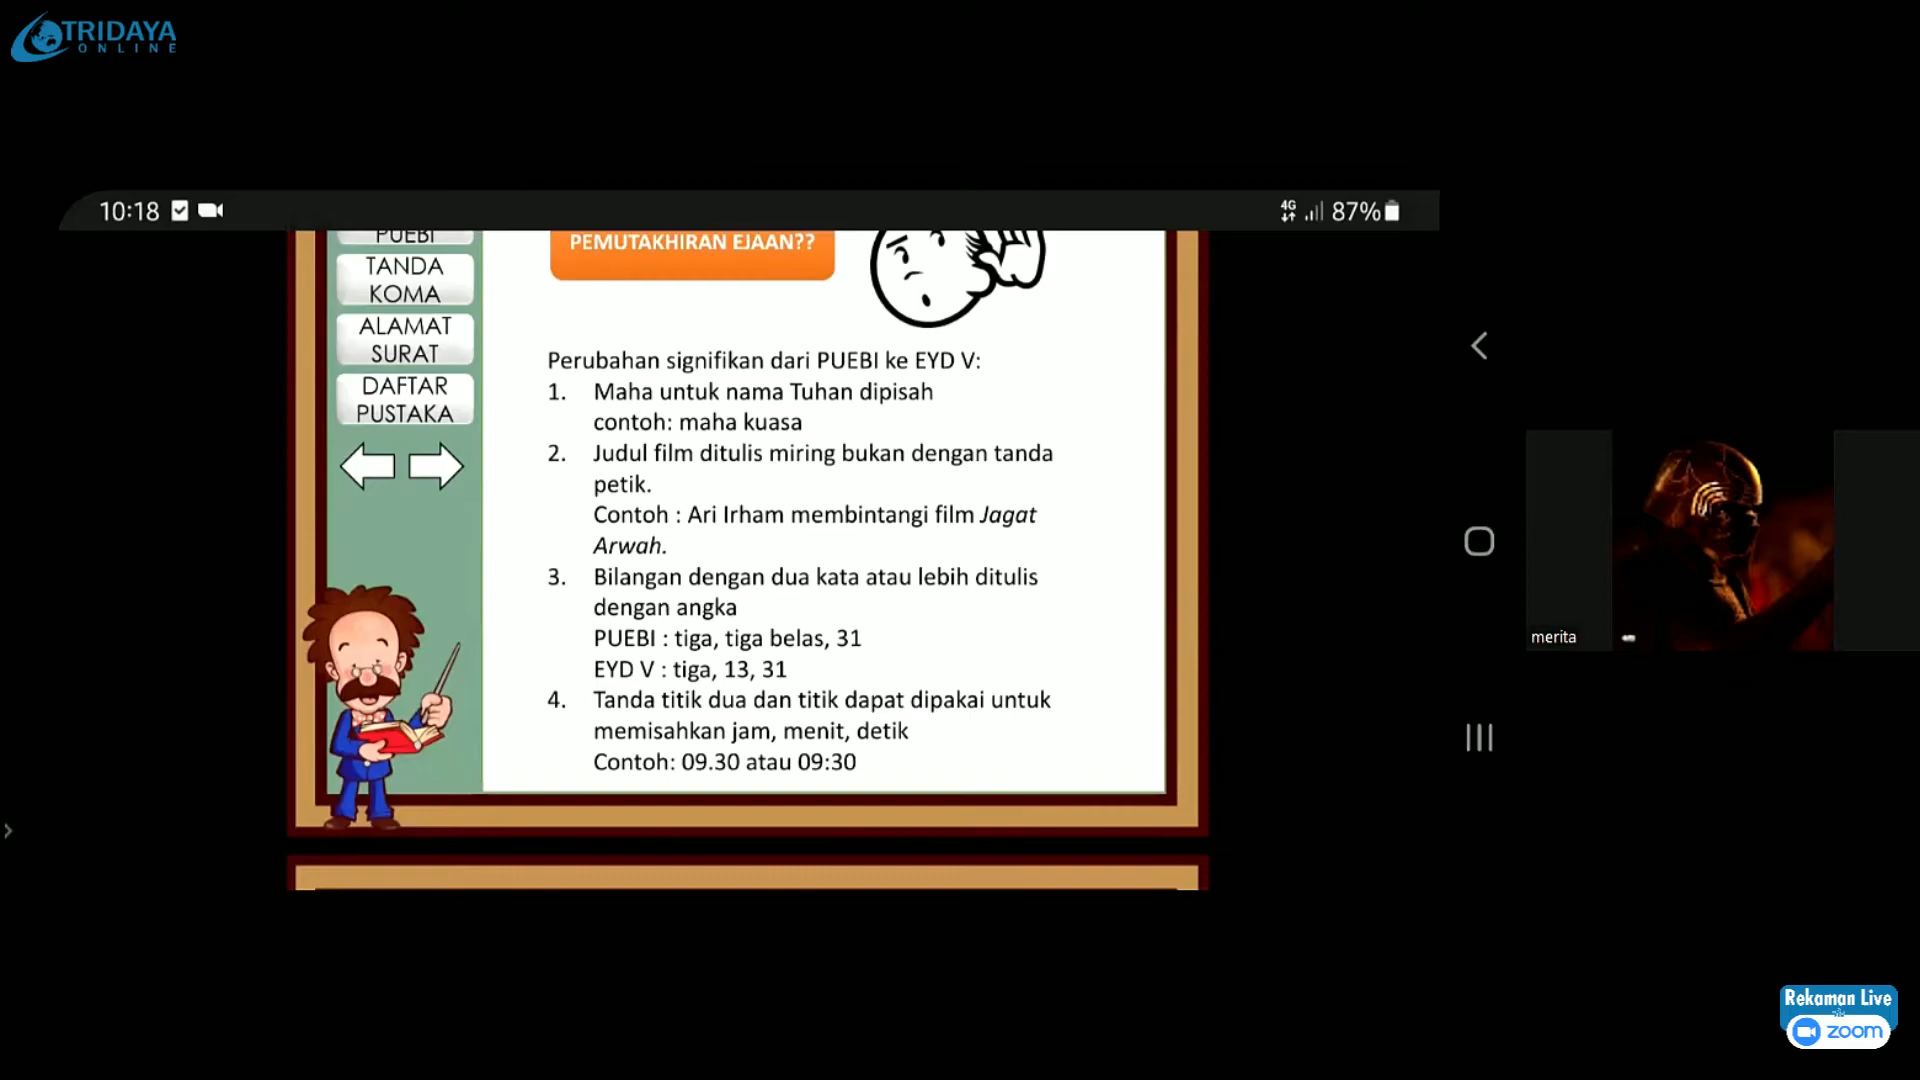 TRIDAYA
ONLINE
10:18
4G
87%
PUEBI
TANDA
KOMA
ALAMAT
SURAT
DAFTAR
PUSTAKA
PEMUTAKHIRAN EJAAN??
Perubahan signifikan dari PUEBI ke EYD V:
1. Maha untuk nama Tuhan dipisah
contoh: maha kuasa
2. Judul film ditulis miring bukan dengan tanda
petik.
Contoh : Ari Irham membintangi film Jagat
Arwah.
3. Bilangan dengan dua kata atau lebih ditulis
dengan angka
PUEBI : tiga, tiga belas, 31
EYD V : tiga, 13, 31
4. Tanda titik dua dan titik dapat dipakai untuk
memisahkan jam, menit, detik
Contoh: 09.30 atau 09:30
merita
Rekaman Live
zoom